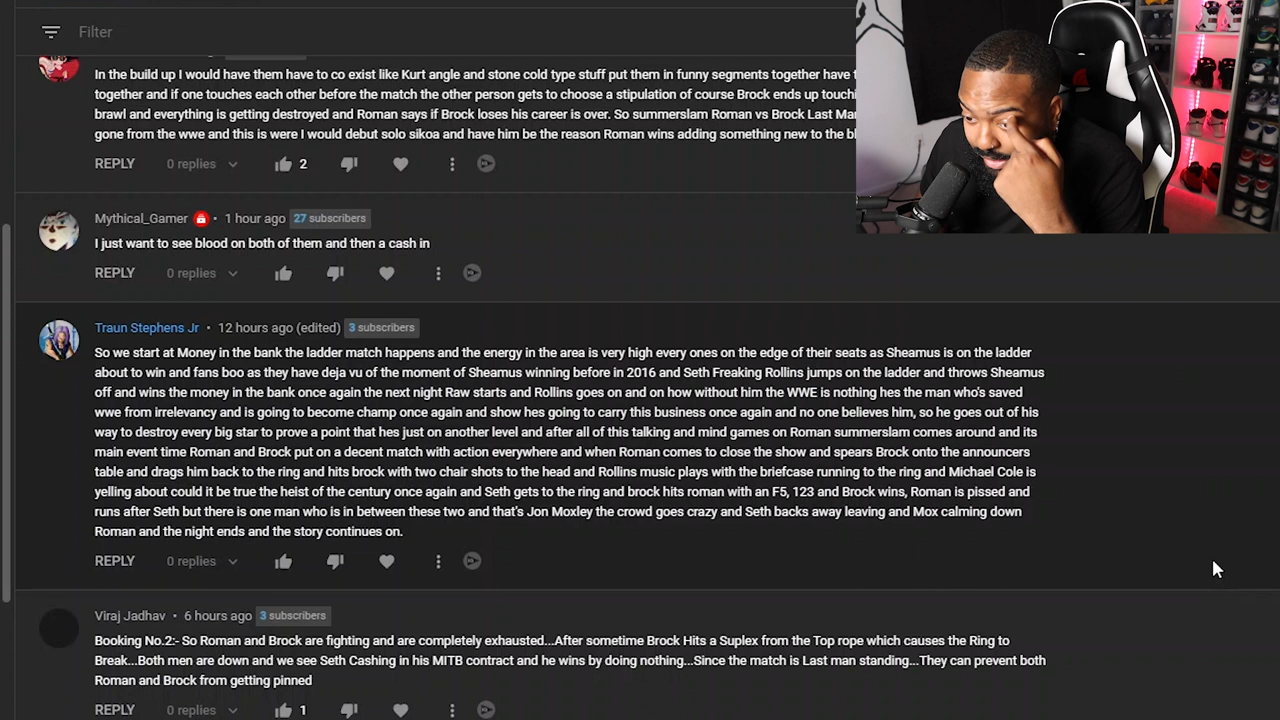 Filter
In the build up I would have them have to co exist like Kurt angle and stone cold type stuff put them in funny segments together have
together and if one touches each other before the match the other person gets to choose a stipulation of course Brock ends up
brawl and everything is getting destroyed and Roman says if Brock loses his career is over. So summerslam Roman vs Brock Last
gone from the wwe and this is were I would debut solo sikoa and have him be the reason Roman wins adding something new to the
REPLY 0 replies 2
Mythical_Gamer • 1 hour ago 27 subscribers
I just want to see blood on both of them and then a cash in
REPLY 0 replies
Traun Stephens Jr • 12 hours ago (edited) 3 subscribers
So we start at Money in the bank the ladder match happens and the energy in the area is very high every ones on the edge of their seats as Sheamus is on the ladder
about to win and fans boo as they have deja vu of the moment of Sheamus winning before in 2016 and Seth Freaking Rollins jumps on the ladder and throws Sheamus
off and wins the money in the bank once again the next night Raw starts and Rollins goes on and on how without him the WWE is nothing hes the man who's saved
wwe from irrelevancy and is going to become champ once again and show hes going to carry this business once again and no one believes him, so he goes out of his
way to destroy every big star to prove a point that hes just on another level and after all of this talking and mind games on Roman summerslam comes around and its
main event time Roman and Brock put on a decent match with action everywhere and when Roman comes to close the show and spears Brock onto the announcers
table and drags him back to the ring and hits brock with two chair shots to the head and Rollins music plays with the briefcase running to the ring and Michael Cole is
yelling about could it be true the heist of the century once again and Seth gets to the ring and brock hits roman with an F5, 123 and Brock wins, Roman is pissed and
runs after Seth but there is one man who is in between these two and that's Jon Moxley the crowd goes crazy and Seth backs away leaving and Mox calming down
Roman and the night ends and the story continues on.
REPLY 0 replies
Viraj Jadhav • 6 hours ago 3 subscribers
Booking No.2:- So Roman and Brock are fighting and are completely exhausted...After sometime Brock Hits a Suplex from the Top rope which causes the Ring to
Break...Both men are down and we see Seth Cashing in his MITB contract and he wins by doing nothing...Since the match is Last man standing...They can prevent both
Roman and Brock from getting pinned
REPLY 0 replies 1